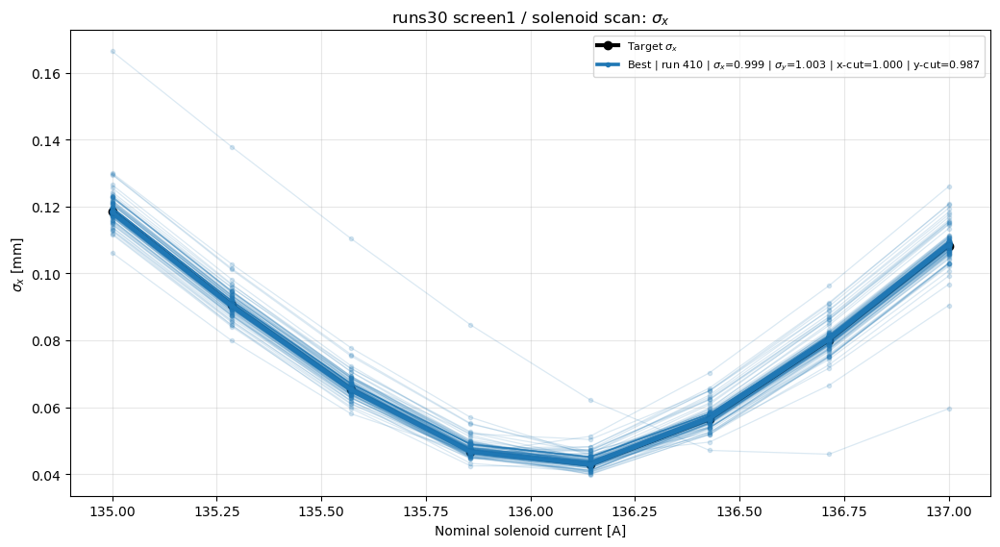 runs30 screen1 / solenoid scan: σx
Target σx
Best | run 410 | σx=0.999 | σy=1.003 | x-cut=1.000 | y-cut=0.987
0.16
0.14
0.12
0.10
0.08
0.06
0.04
σx [mm]
135.00 135.25 135.50 135.75 136.00 136.25 136.50 136.75 137.00
Nominal solenoid current [A]